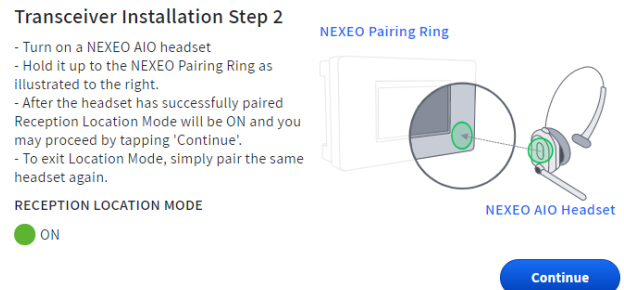 Transceiver Installation Step 2
NEXEO Pairing Ring
- Turn on a NEXEO AIO headset
- Hold it up to the NEXEO Pairing Ring as
illustrated to the right.
- After the headset has successfully paired
Reception Location Mode will be ON and you
may proceed by tapping 'Continue'.
- To exit Location Mode, simply pair the same
headset again.
RECEPTION LOCATION MODE
ON
NEXEO AIO Headset
Continue